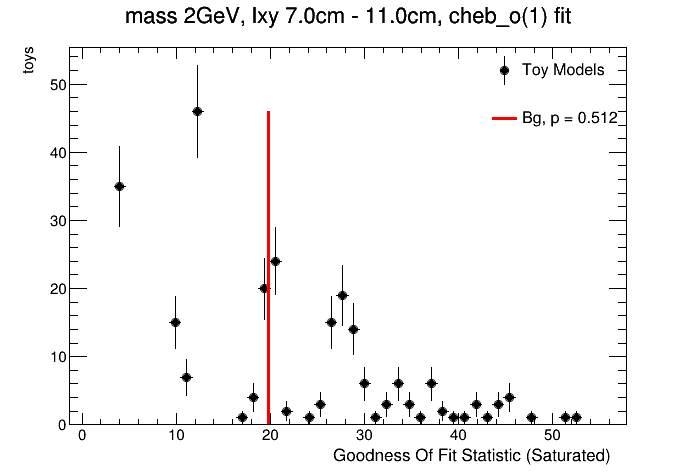 mass 2GeV, lxy 7.0cm - 11.0cm, cheb_o(1) fit
toys
Toy Models
Bg, p = 0.512
50
40
30
20
10
0
0 10 20 30 40 50
Goodness Of Fit Statistic (Saturated)